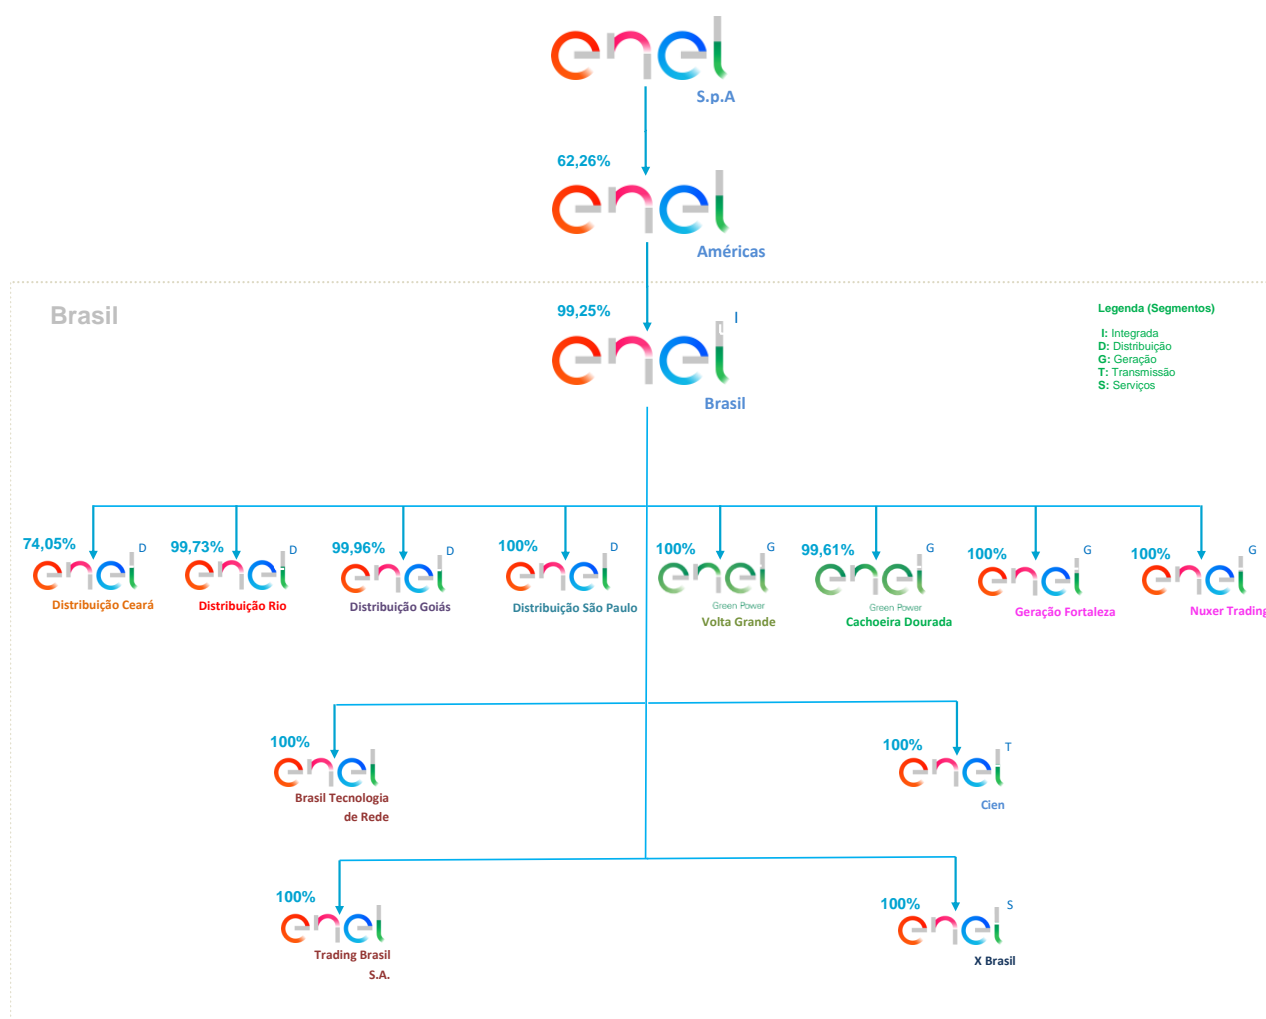 enel
S.p.A
62,26%
enel
Américas
Brasil
99,25%
I
enel
Brasil
Legenda (Segmentos)
I: Integrada
D: Distribuição
G: Geração
T: Transmissão
S: Serviços
74,05%
D
enel
Distribuição Ceará
99,73%
D
enel
Distribuição Rio
99,96%
D
enel
Distribuição Goiás
100%
D
enel
Distribuição São Paulo
100%
G
enel
Green Power
Volta Grande
99,61%
G
enel
Green Power
Cachoeira Dourada
100%
G
enel
Geração Fortaleza
100%
G
enel
Nuxer Trading
100%
enel
Brasil Tecnologia
de Rede
100%
T
enel
Cien
100%
enel
Trading Brasil
S.A.
100%
S
enel
X Brasil